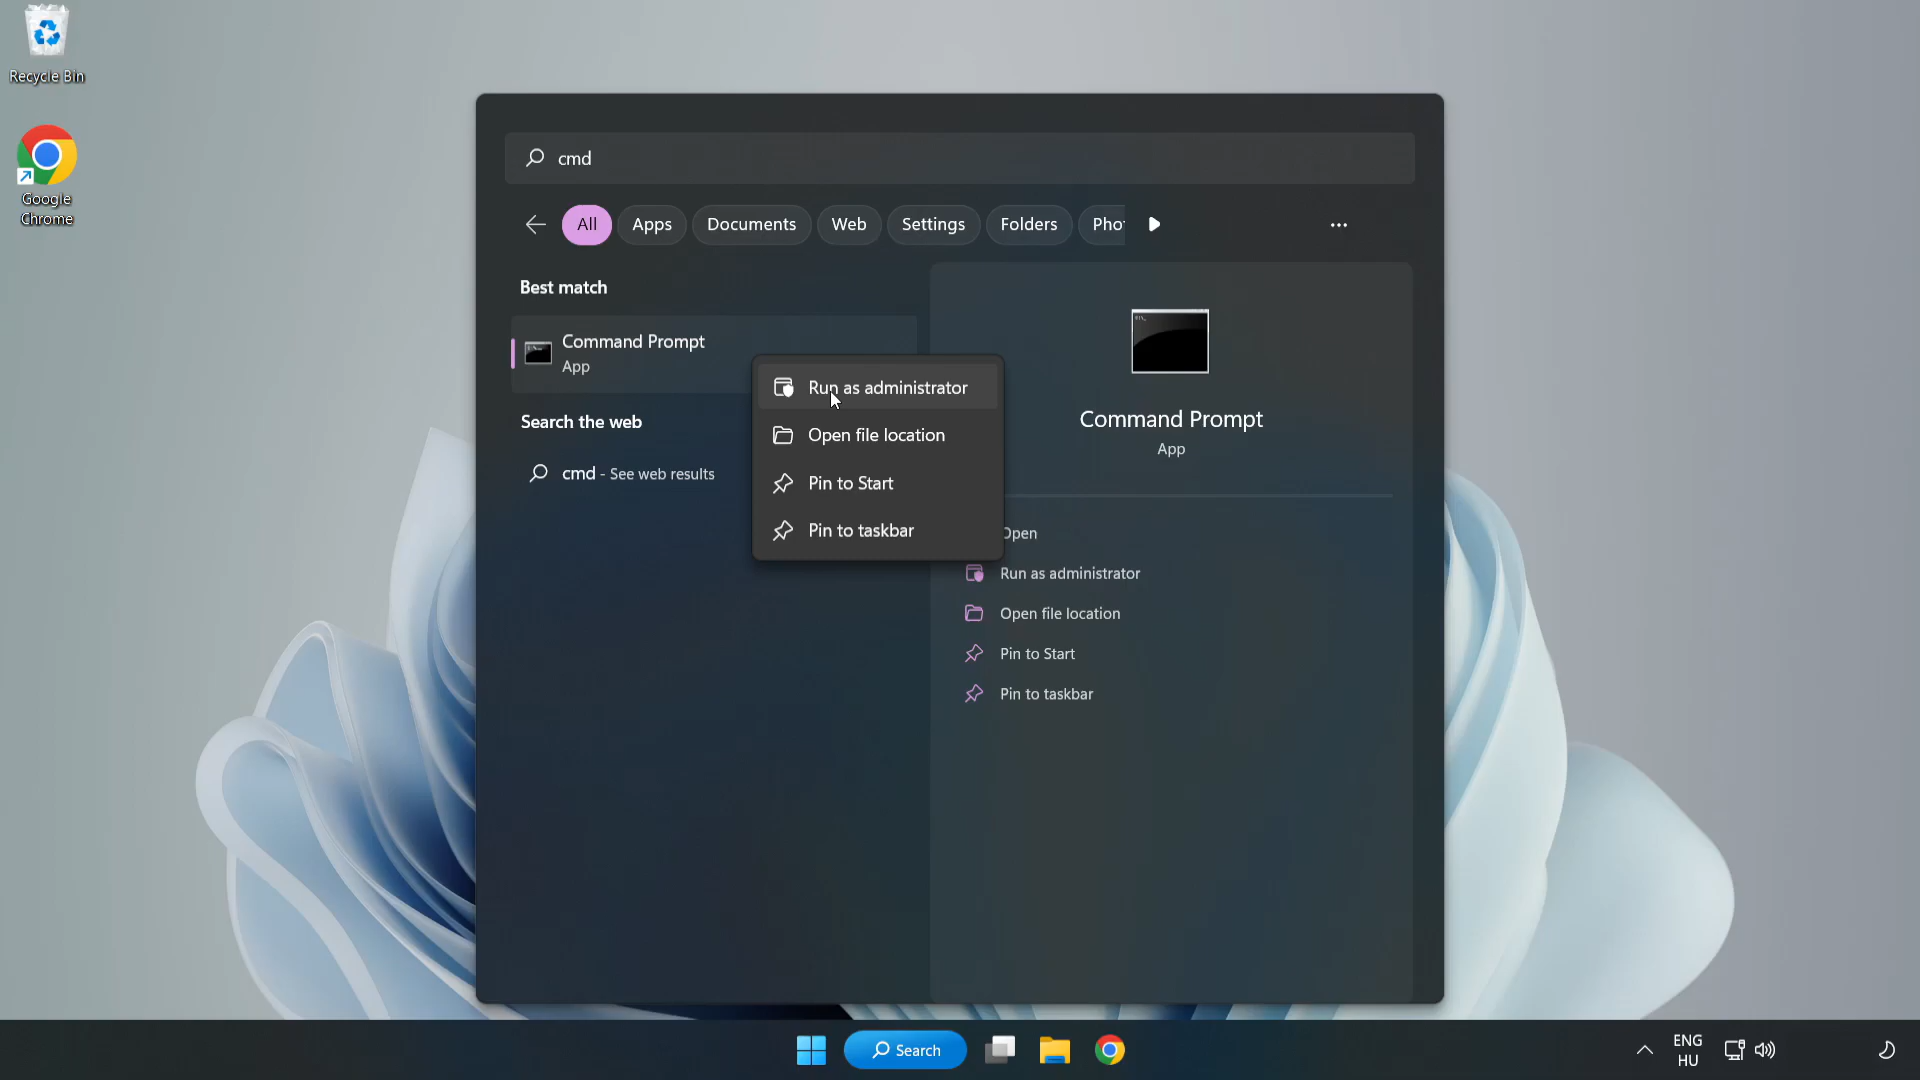 Recycle Bin
Google
Chrome
cmd
All
Apps
Documents
Web
Settings
Folders
Pho
Best match
Command Prompt
App
Search the web
cmd - See web results
Run as administrator
Open file location
Pin to Start
Pin to taskbar
Command Prompt
App
Open
Run as administrator
Open file location
Pin to Start
Pin to taskbar
Search
ENG
HU